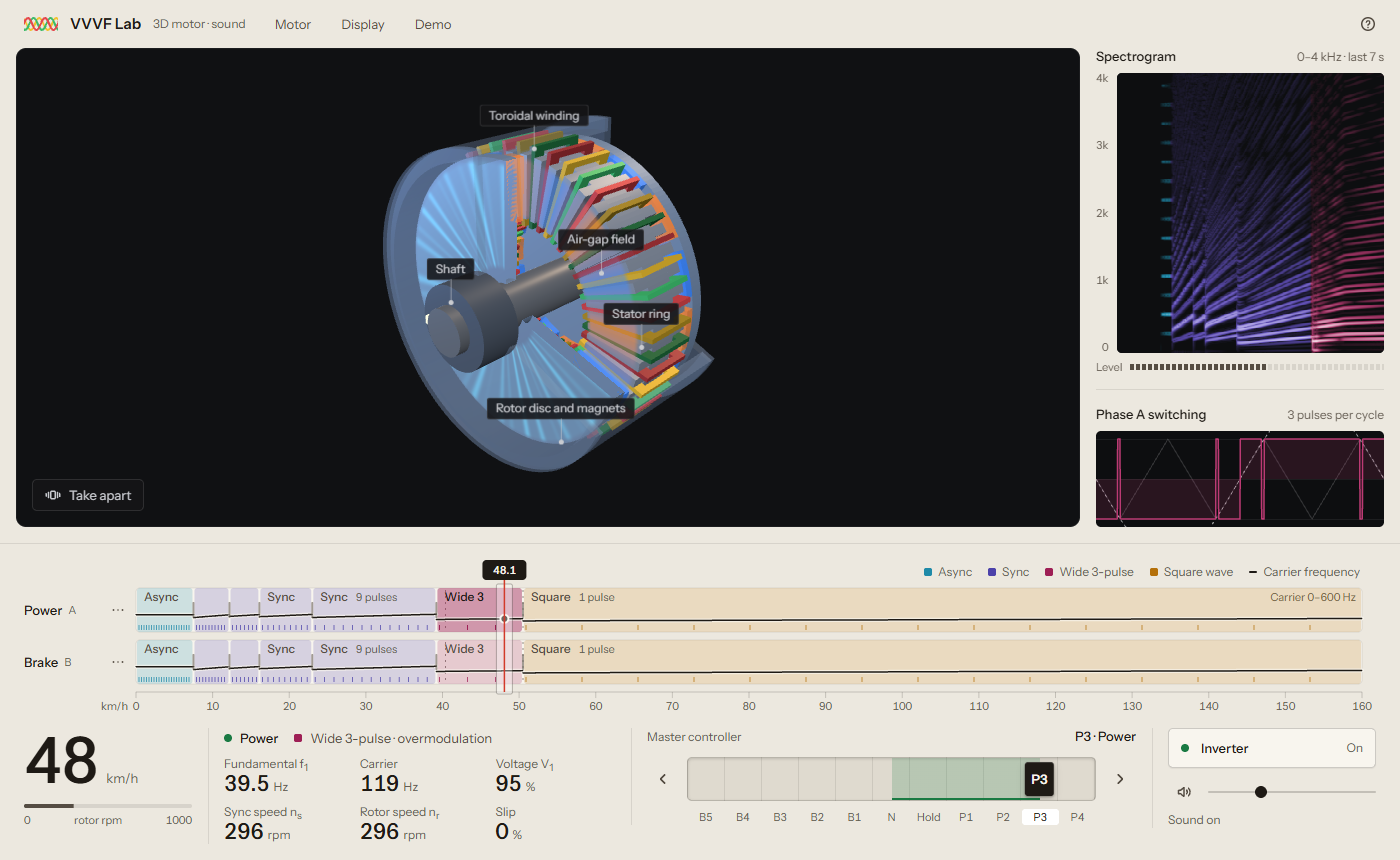 VVVF Lab 3D motor · sound Motor Display Demo
Toroidal winding
Air-gap field
Shaft
Stator ring
Rotor disc and magnets
Take apart
Spectrogram 0–4 kHz · last 7 s
4k
3k
2k
1k
0
Level
Phase A switching 3 pulses per cycle
48.1
Async Sync Wide 3-pulse Square wave Carrier frequency
Power A ··· Async Sync Sync 9 pulses Wide 3 Square 1 pulse Carrier 0–600 Hz
Brake B ··· Async Sync Sync 9 pulses Wide 3 Square 1 pulse
km/h 0 10 20 30 40 50 60 70 80 90 100 110 120 130 140 150 160
48 km/h
0 rotor rpm 1000
Power Wide 3-pulse · overmodulation
Fundamental f₁ Carrier Voltage V₁
39.5 Hz 119 Hz 95 %
Sync speed nₛ Rotor speed nᵣ Slip
296 rpm 296 rpm 0 %
Master controller P3 · Power
P3
B5 B4 B3 B2 B1 N Hold P1 P2 P3 P4
Inverter On
Sound on